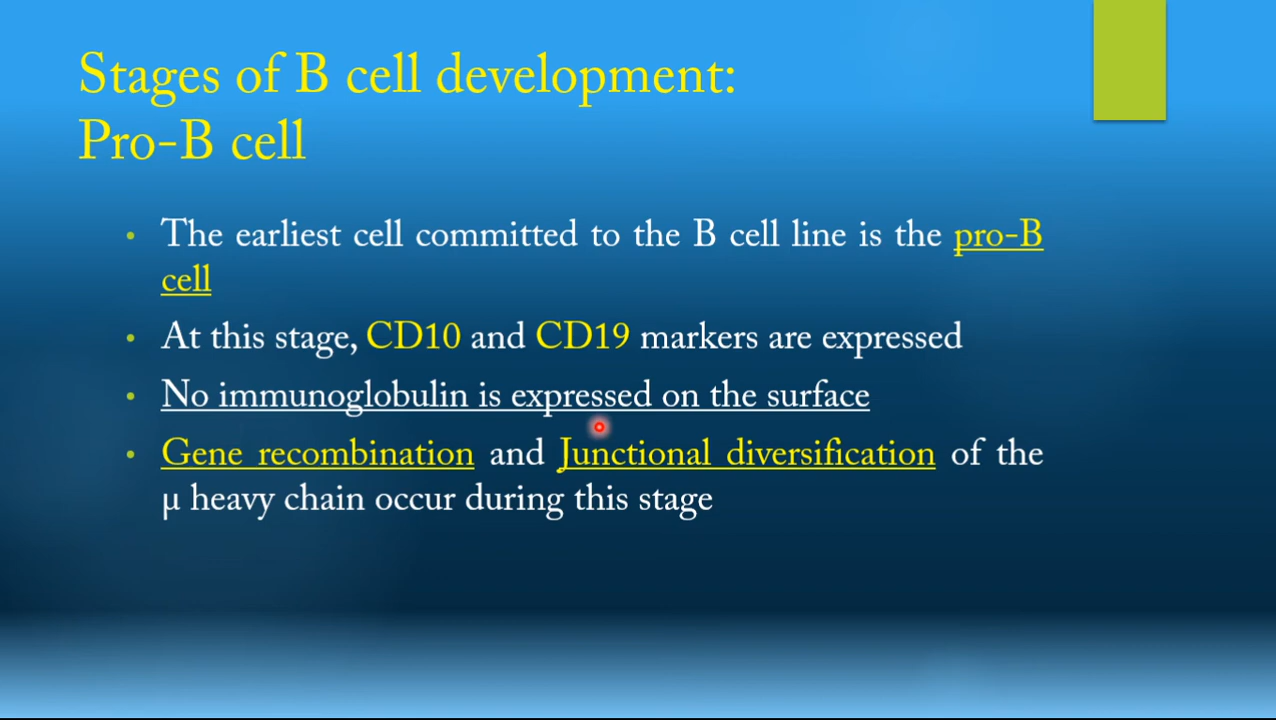 Stages of B cell development:
Pro-B cell
• The earliest cell committed to the B cell line is the pro-B
cell
• At this stage, CD10 and CD19 markers are expressed
• No immunoglobulin is expressed on the surface
• Gene recombination and Junctional diversification of the
μ heavy chain occur during this stage